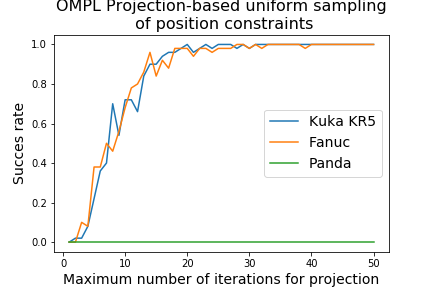 OMPL Projection-based uniform sampling
of position constraints
Succes rate
1.0
0.8
0.6
0.4
0.2
0.0
Kuka KR5
Fanuc
Panda
0 10 20 30 40 50
Maximum number of iterations for projection